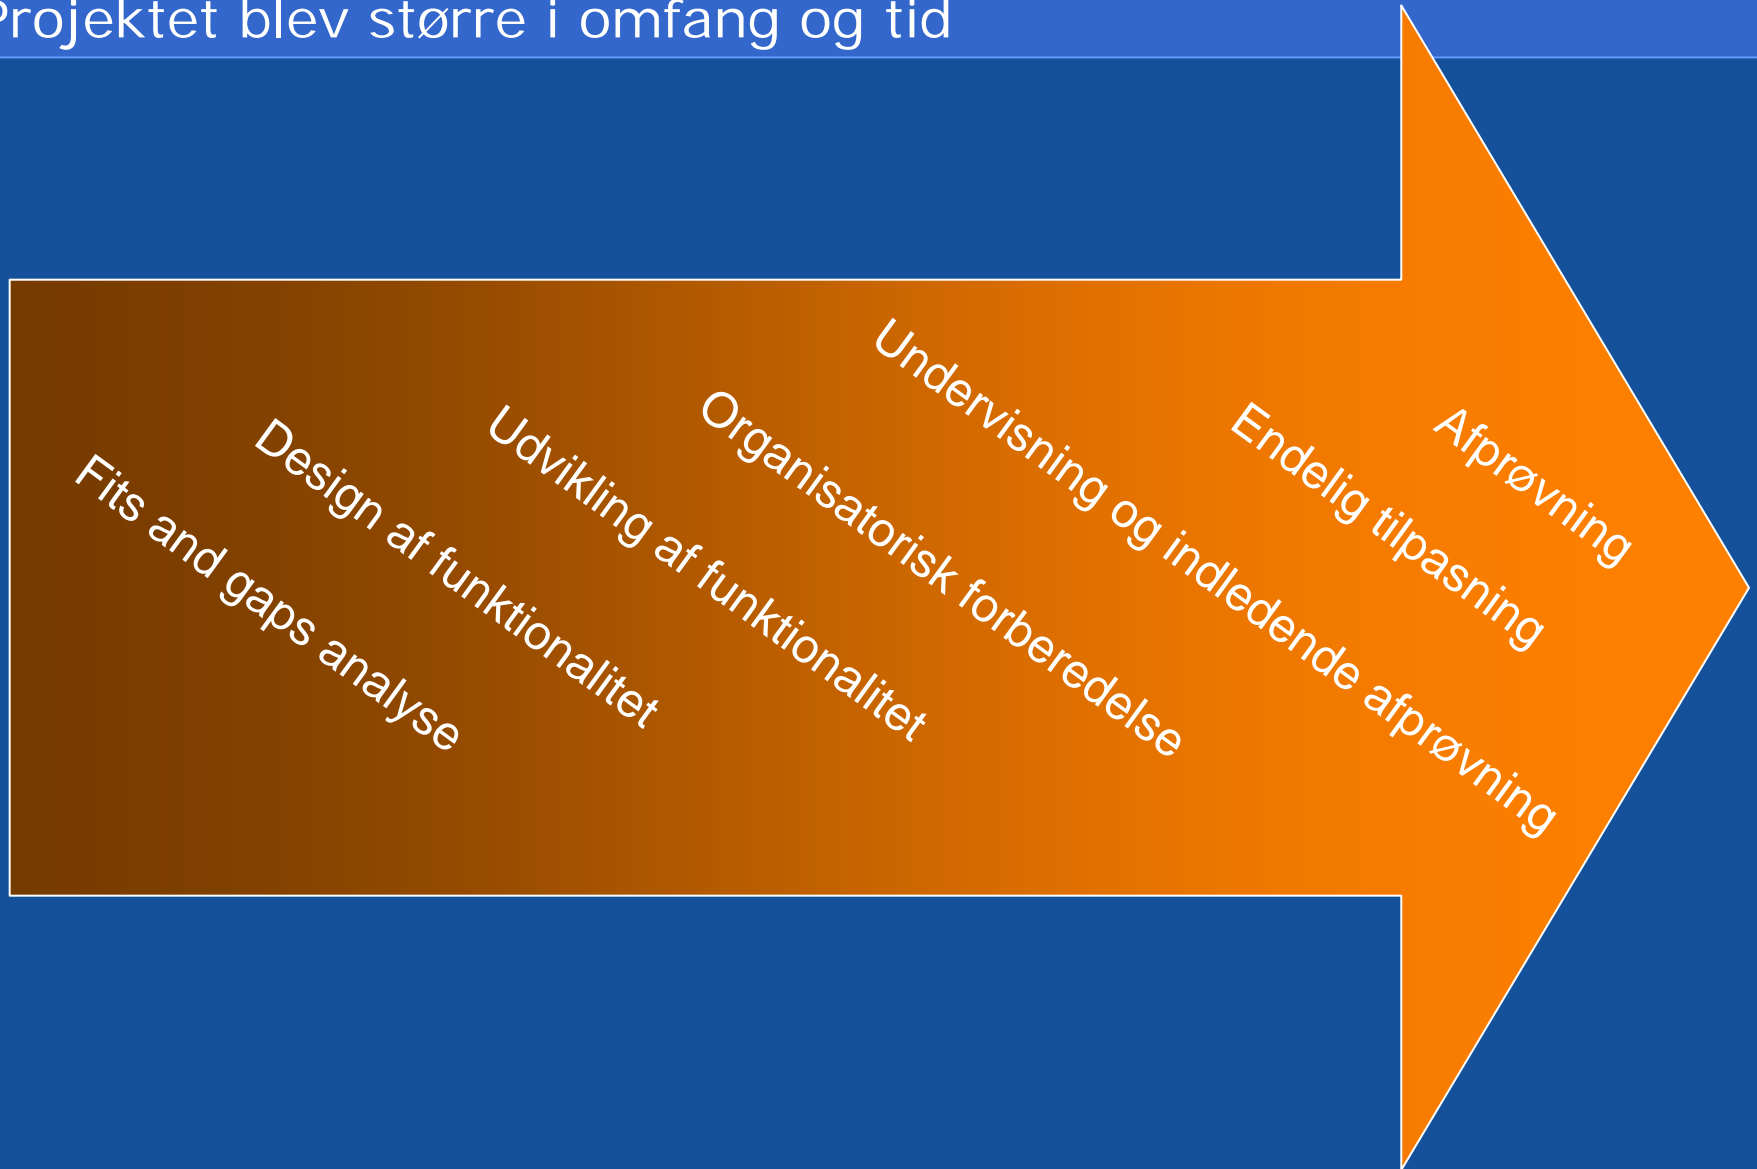 Projektet blev større i omfang og tid
Fits and gaps analyse
Design af funktionalitet
Udvikling af funktionalitet
Organisatorisk forberedelse
Undervisning og indledende afprøvning
Endelig tilpasning
Afprøvning